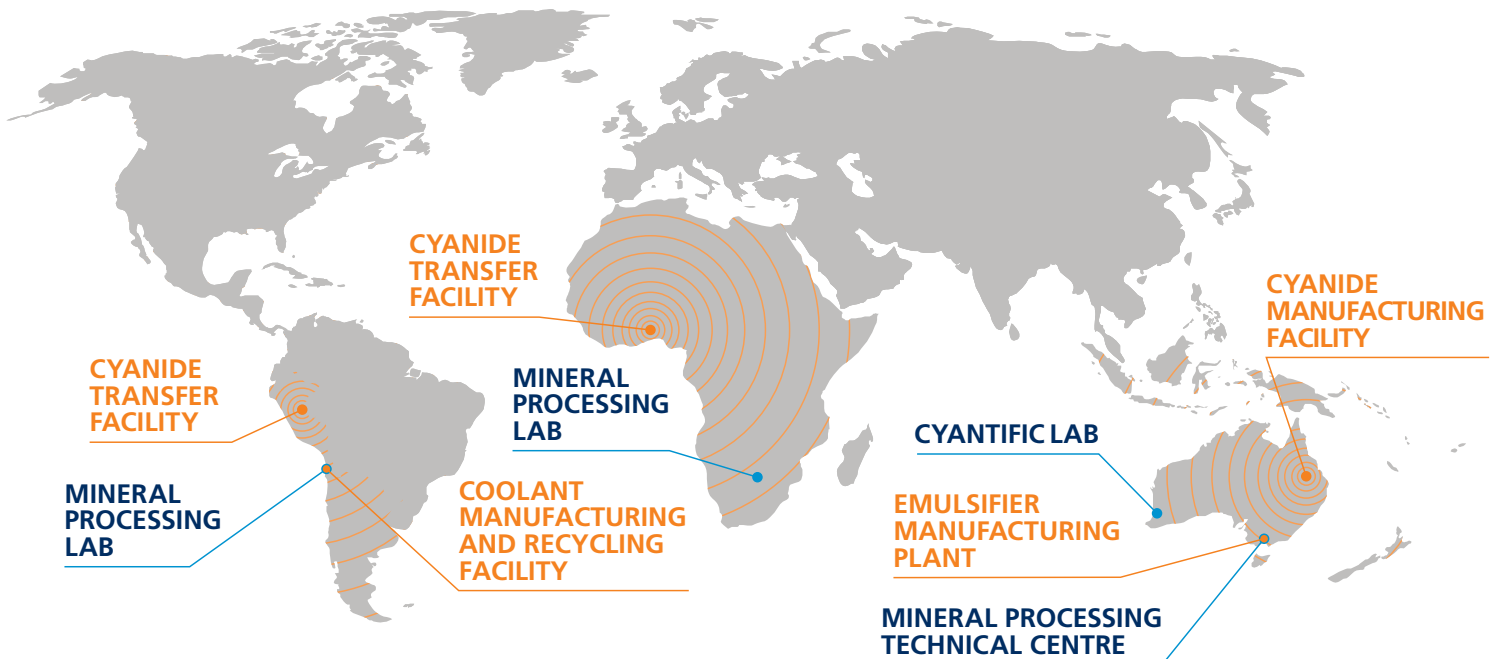 CYANIDE
TRANSFER
FACILITY
CYANIDE
MANUFACTURING
FACILITY
CYANIDE
TRANSFER
FACILITY
MINERAL
PROCESSING
LAB
CYANTIFIC LAB
MINERAL
PROCESSING
LAB
COOLANT
MANUFACTURING
AND RECYCLING
FACILITY
EMULSIFIER
MANUFACTURING
PLANT
MINERAL PROCESSING
TECHNICAL CENTRE